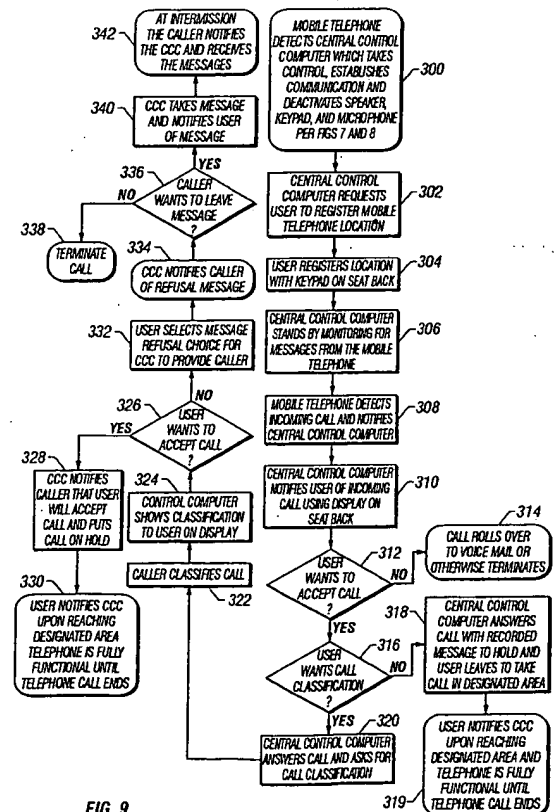 300
MOBILE TELEPHONE
DETECTS CENTRAL CONTROL
COMPUTER WHICH TAKES
CONTROL, ESTABLISHES
COMMUNICATION AND
DEACTIVATES SPEAKER,
KEYPAD, AND MICROPHONE
PER FIGS 7 AND 8
302
CENTRAL CONTROL
COMPUTER REQUESTS
USER TO REGISTER MOBILE
TELEPHONE LOCATION
304
USER REGISTERS LOCATION
WITH KEYPAD ON SEAT BACK
306
CENTRAL CONTROL COMPUTER
STANDS BY MONITORING FOR
MESSAGES FROM THE MOBILE
TELEPHONE
308
MOBILE TELEPHONE DETECTS
INCOMING CALL AND NOTIFIES
CENTRAL CONTROL COMPUTER
310
CENTRAL CONTROL COMPUTER
NOTIFIES USER OF INCOMING
CALL USING DISPLAY ON
SEAT BACK
312
USER
WANTS TO
ACCEPT CALL
?
NO
314
CALL ROLLS OVER
TO VOICE MAIL OR
OTHERWISE TERMINATES
YES
316
USER
WANTS CALL
CLASSIFICATION
?
NO
318
CENTRAL CONTROL
COMPUTER ANSWERS
CALL WITH RECORDED
MESSAGE TO HOLD AND
USER LEAVES TO TAKE
CALL IN DESIGNATED AREA
319
USER NOTIFIES CCC
UPON REACHING
DESIGNATED AREA AND
TELEPHONE IS FULLY
FUNCTIONAL UNTIL
TELEPHONE CALL ENDS
YES
320
CENTRAL CONTROL COMPUTER
ANSWERS CALL AND ASKS FOR
CALL CLASSIFICATION
322
CALLER CLASSIFIES CALL
324
CONTROL COMPUTER
SHOWS CLASSIFICATION
TO USER ON DISPLAY
326
USER
WANTS TO
ACCEPT CALL
?
YES
328
CCC NOTIFIES
CALLER THAT USER
WILL ACCEPT
CALL AND PUTS
CALL ON HOLD
330
USER NOTIFIES CCC
UPON REACHING
DESIGNATED AREA
TELEPHONE IS FULLY
FUNCTIONAL UNTIL
TELEPHONE CALL ENDS
NO
332
USER SELECTS MESSAGE
REFUSAL CHOICE FOR
CCC TO PROVIDE CALLER
334
CCC NOTIFIES CALLER
OF REFUSAL MESSAGE
336
CALLER
WANTS TO LEAVE
MESSAGE
?
NO
338
TERMINATE
CALL
YES
340
CCC TAKES MESSAGE
AND NOTIFIES USER
OF MESSAGE
342
AT INTERMISSION
THE CALLER NOTIFIES
THE CCC AND RECEIVES
THE MESSAGES
FIG. 9